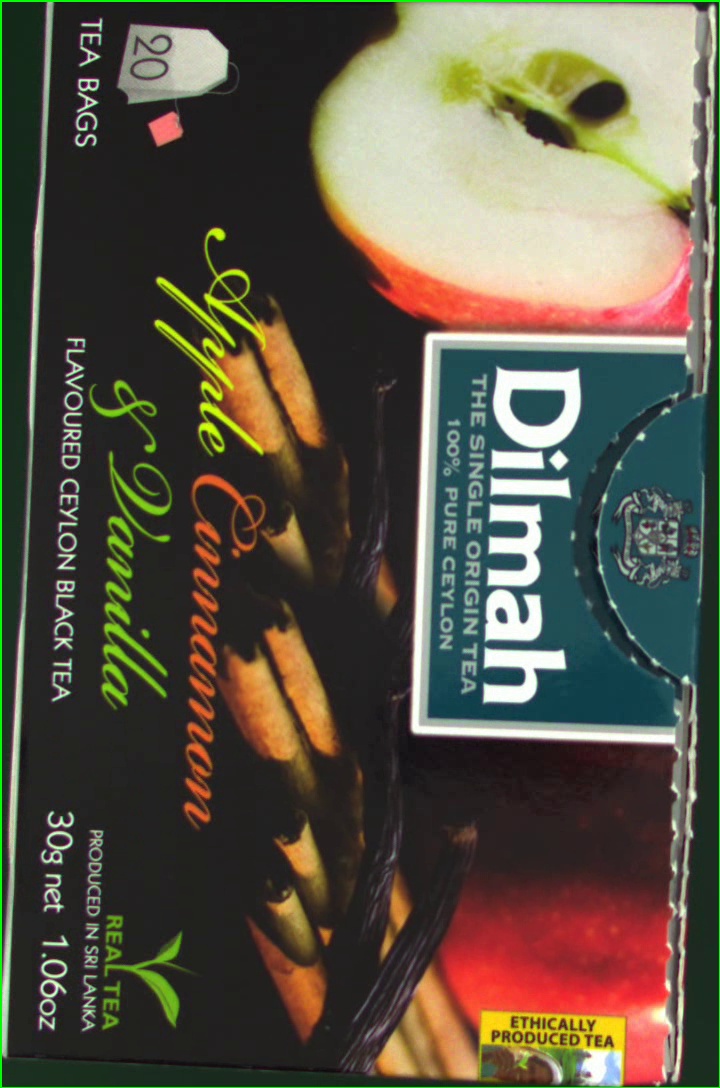 Dilmah
THE SINGLE ORIGIN TEA
100% PURE CEYLON
Apple Cinnamon
& Vanilla
FLAVOURED CEYLON BLACK TEA
20
TEA BAGS
REAL TEA
PRODUCED IN SRI LANKA
30g net 1.06oz
ETHICALLY
PRODUCED TEA